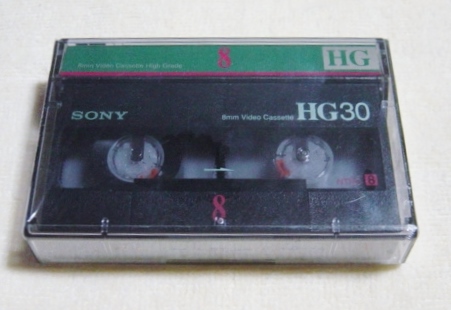 8mm Video Cassette High Grade
8
HG
SONY
8mm Video Cassette HG30
8